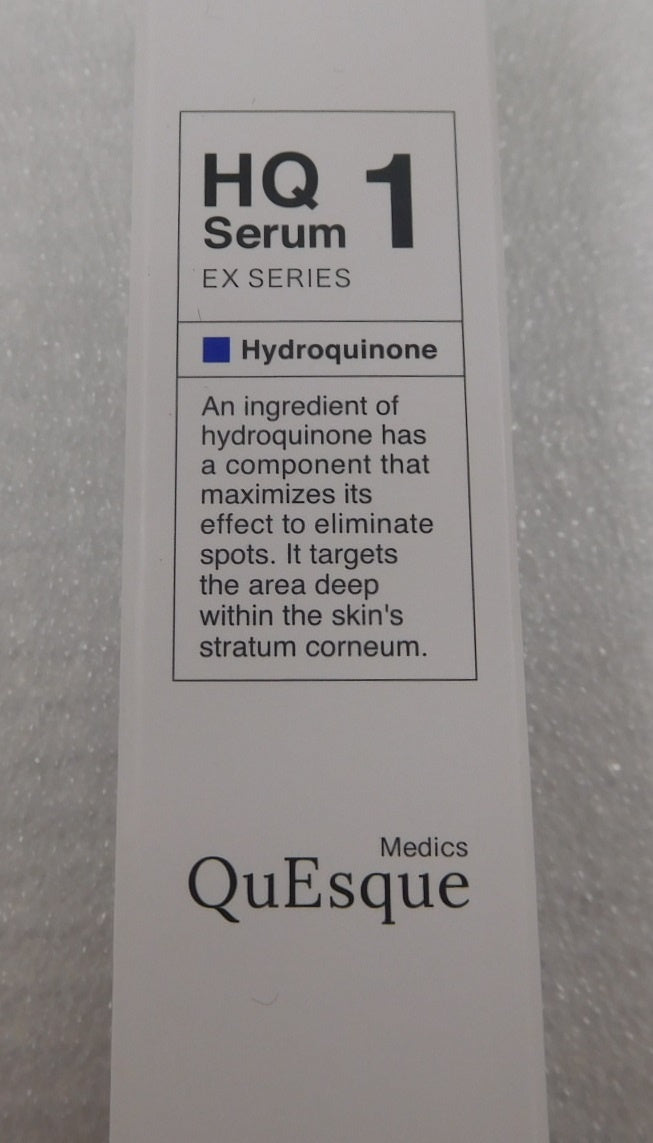 HQ 1
Serum
EX SERIES
Hydroquinone
An ingredient of
hydroquinone has
a component that
maximizes its
effect to eliminate
spots. It targets
the area deep
within the skin's
stratum corneum.
Medics
QuEsque